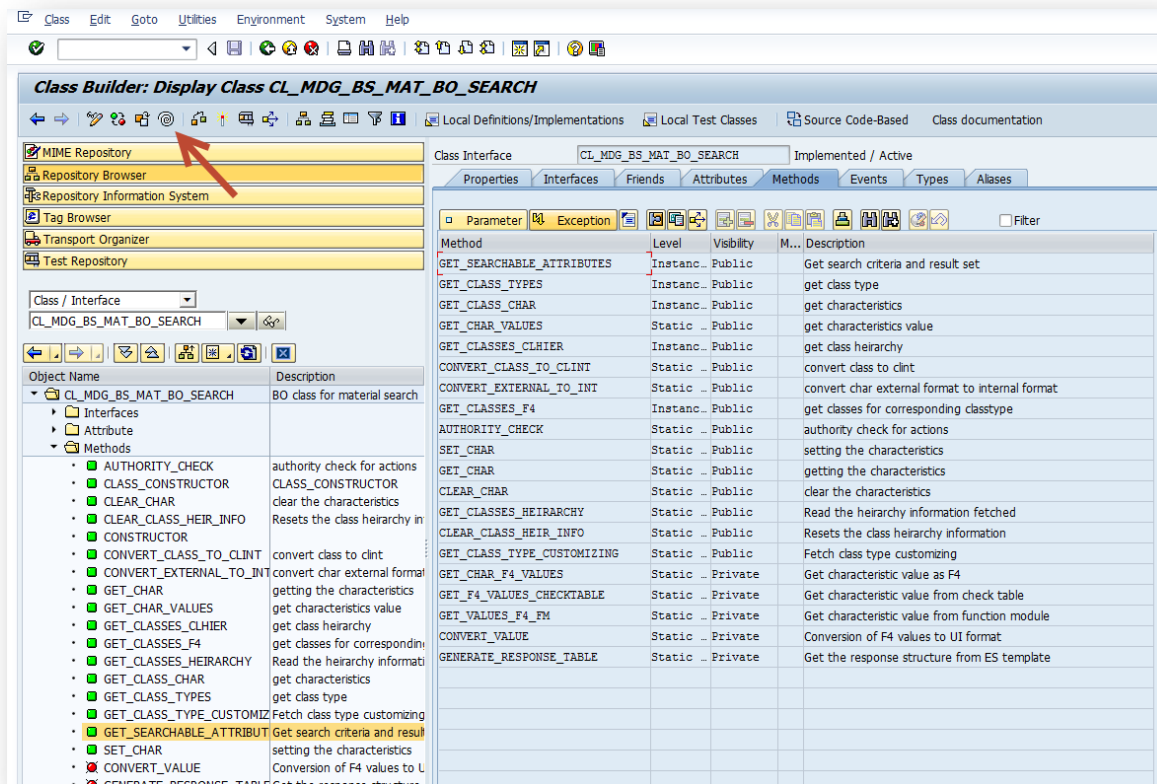 Class Edit Goto Utilities Environment System Help
Class Builder: Display Class CL_MDG_BS_MAT_BO_SEARCH
Local Definitions/Implementations Local Test Classes Source Code-Based Class documentation
MIME Repository
Repository Browser
Repository Information System
Tag Browser
Transport Organizer
Test Repository
Class / Interface
CL_MDG_BS_MAT_BO_SEARCH
Object Name Description
CL_MDG_BS_MAT_BO_SEARCH BO class for material search
Interfaces
Attribute
Methods
AUTHORITY_CHECK authority check for actions
CLASS_CONSTRUCTOR CLASS_CONSTRUCTOR
CLEAR_CHAR clear the characteristics
CLEAR_CLASS_HEIR_INFO Resets the class heirarchy in
CONSTRUCTOR
CONVERT_CLASS_TO_CLINT convert class to clint
CONVERT_EXTERNAL_TO_INT convert char external format
GET_CHAR getting the characteristics
GET_CHAR_VALUES get characteristics value
GET_CLASSES_CLHIER get class heirarchy
GET_CLASSES_F4 get classes for corresponding
GET_CLASSES_HEIRARCHY Read the heirarchy informati
GET_CLASS_CHAR get characteristics
GET_CLASS_TYPES get class type
GET_CLASS_TYPE_CUSTOMIZ Fetch class type customizing
GET_SEARCHABLE_ATTRIBUT Get search criteria and result
SET_CHAR setting the characteristics
CONVERT_VALUE Conversion of F4 values to U
GENERATE_RESPONSE_TABLE Get the response structure
Class Interface CL_MDG_BS_MAT_BO_SEARCH Implemented / Active
Properties Interfaces Friends Attributes Methods Events Types Aliases
Parameter Exception Filter
Method Level Visibility M... Description
GET_SEARCHABLE_ATTRIBUTES Instanc… Public Get search criteria and result set
GET_CLASS_TYPES Instanc… Public get class type
GET_CLASS_CHAR Instanc… Public get characteristics
GET_CHAR_VALUES Static … Public get characteristics value
GET_CLASSES_CLHIER Instanc… Public get class heirarchy
CONVERT_CLASS_TO_CLINT Static … Public convert class to clint
CONVERT_EXTERNAL_TO_INT Static … Public convert char external format to internal format
GET_CLASSES_F4 Instanc… Public get classes for corresponding classtype
AUTHORITY_CHECK Static … Public authority check for actions
SET_CHAR Static … Public setting the characteristics
GET_CHAR Static … Public getting the characteristics
CLEAR_CHAR Static … Public clear the characteristics
GET_CLASSES_HEIRARCHY Static … Public Read the heirarchy information fetched
CLEAR_CLASS_HEIR_INFO Static … Public Resets the class heirarchy information
GET_CLASS_TYPE_CUSTOMIZING Static … Public Fetch class type customizing
GET_CHAR_F4_VALUES Static … Private Get characteristic value as F4
GET_F4_VALUES_CHECKTABLE Static … Private Get characteristic value from check table
GET_VALUES_F4_FM Static … Private Get characteristic value from function module
CONVERT_VALUE Static … Private Conversion of F4 values to UI format
GENERATE_RESPONSE_TABLE Static … Private Get the response structure from ES template